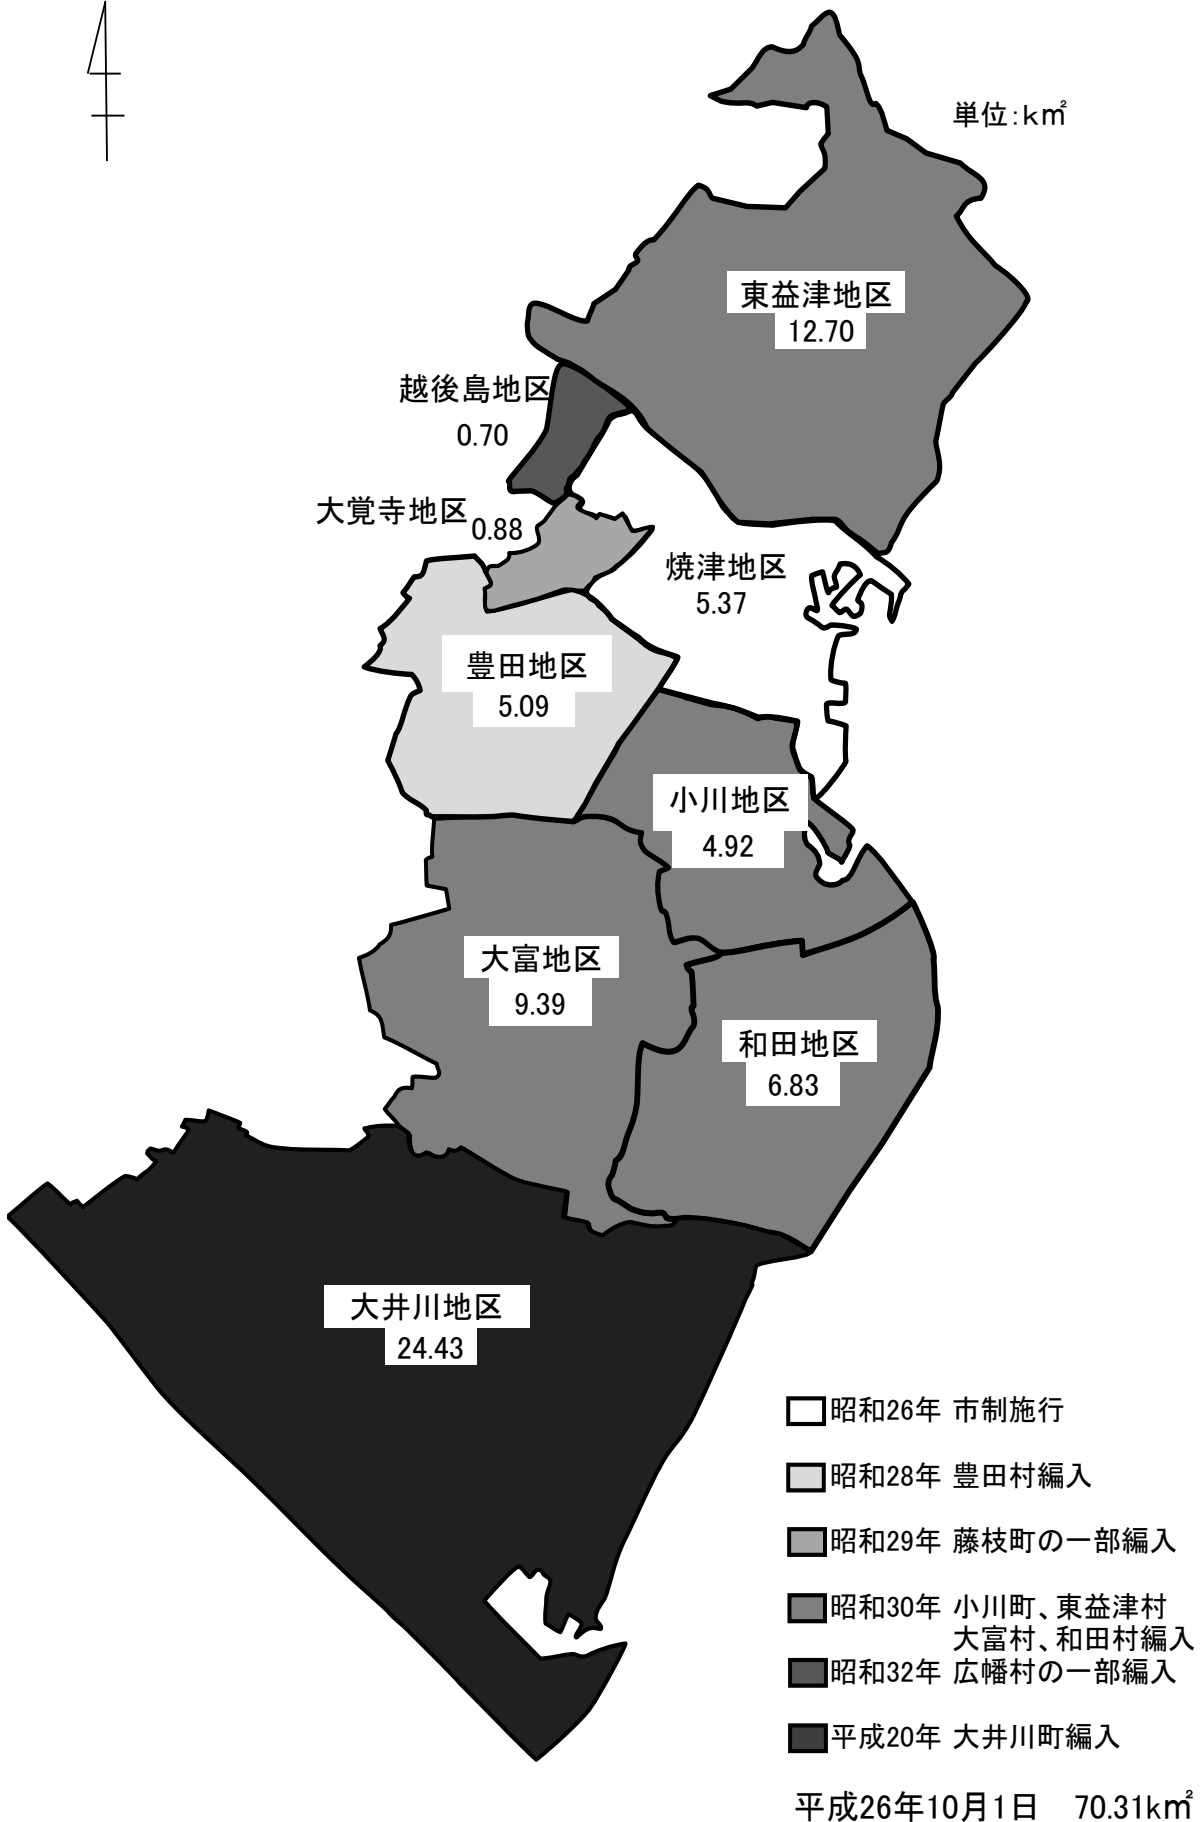 単位:k㎡
東益津地区
12.70
越後島地区
0.70
大覚寺地区
0.88
焼津地区
5.37
豊田地区
5.09
小川地区
4.92
大富地区
9.39
和田地区
6.83
大井川地区
24.43
昭和26年 市制施行
昭和28年 豊田村編入
昭和29年 藤枝町の一部編入
昭和30年 小川町、東益津村
大富村、和田村編入
昭和32年 広幡村の一部編入
平成20年 大井川町編入
平成26年10月1日 70.31k㎡